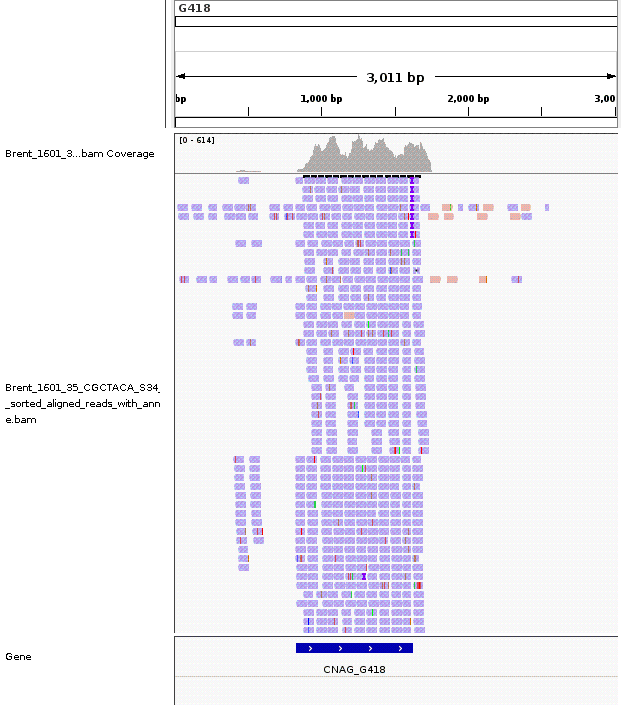 G418
3,011 bp
bp
1,000 bp
2,000 bp
3,00
[0 - 614]
Brent_1601_3...bam Coverage
Brent_1601_35_CGCTACA_S34_
_sorted_aligned_reads_with_ann
e.bam
Gene
CNAG_G418